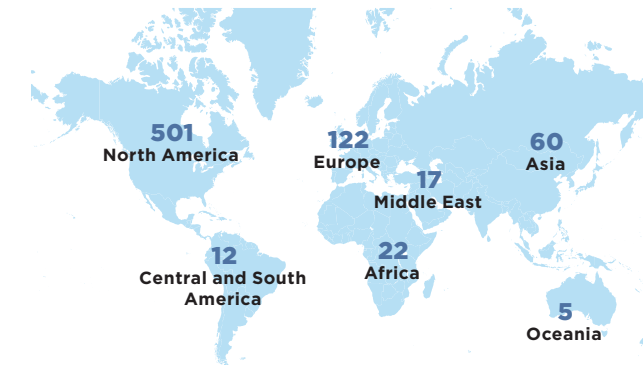 501
North America
122
Europe
60
Asia
17
Middle East
12
Central and South
America
22
Africa
5
Oceania